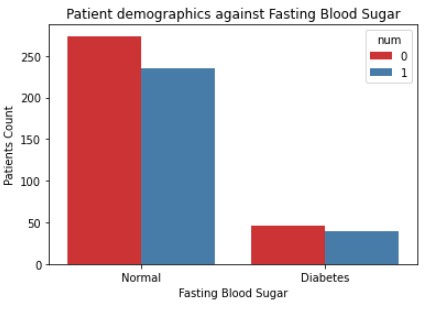 Patient demographics against Fasting Blood Sugar
num
0
1
250
200
150
100
50
0
Patients Count
Normal
Diabetes
Fasting Blood Sugar